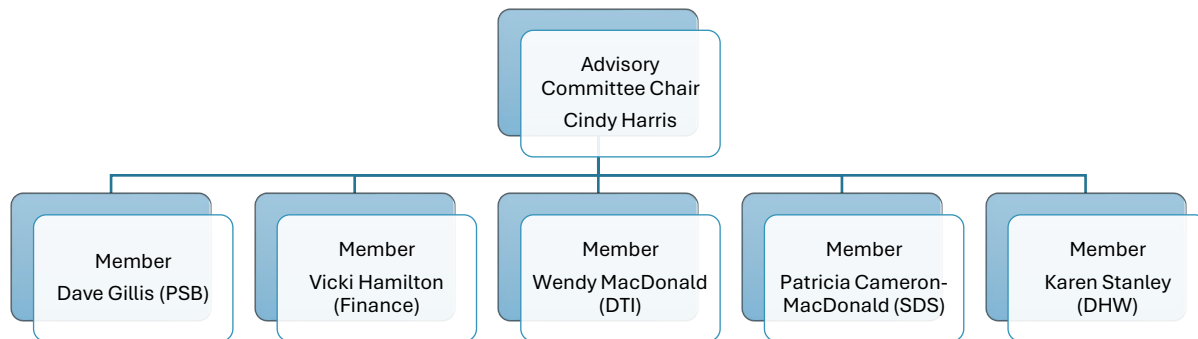 Advisory
Committee Chair
Cindy Harris
Member
Dave Gillis (PSB)
Member
Vicki Hamilton
(Finance)
Member
Wendy MacDonald
(DTI)
Member
Patricia Cameron-
MacDonald (SDS)
Member
Karen Stanley
(DHW)